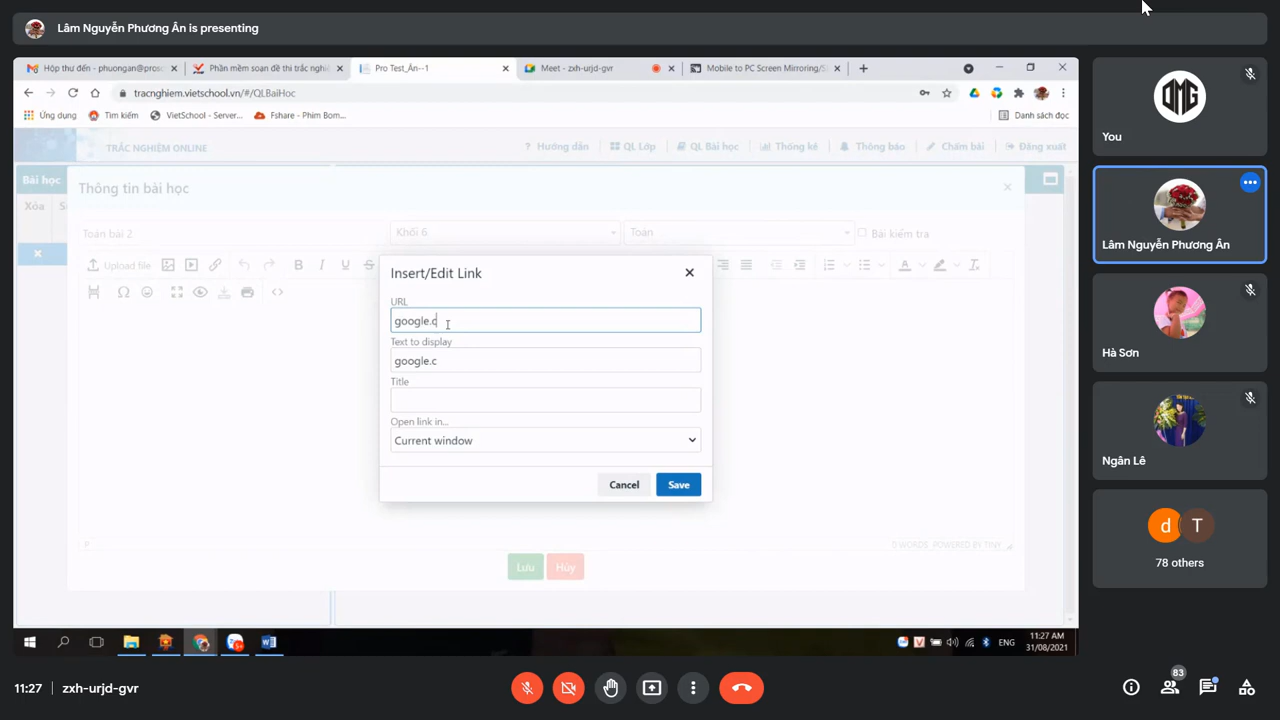 Lâm Nguyễn Phương Ân is presenting
Hộp thư đến - phuongan@prosc
Phần mềm soạn đề thi trắc nghiệ
Pro Test_Ân--1
Meet - zxh-urjd-gvr
Mobile to PC Screen Mirroring/S
tracnghiem.vietschool.vn/#/QLBaiHoc
Ứng dụng
Tìm kiếm
VietSchool - Server...
Fshare - Phim Bom...
Danh sách đọc
TRẮC NGHIỆM ONLINE
? Hướng dẫn
QL Lớp
QL Bài học
Thống kê
Thông báo
Chấm bài
Đăng xuất
Bài học
Thông tin bài học
Xóa
Toán bài 2
Khối 6
Toán
Bài kiểm tra
Upload file
B I U S
Insert/Edit Link
URL
google.c
Text to display
google.c
Title
Open link in...
Current window
Cancel
Save
P
0 WORDS POWERED BY TINY
Lưu
Hủy
ENG
11:27 AM
31/08/2021
OMG
You
Lâm Nguyễn Phương Ân
Hà Sơn
Ngân Lê
d
T
78 others
11:27
zxh-urjd-gvr
83